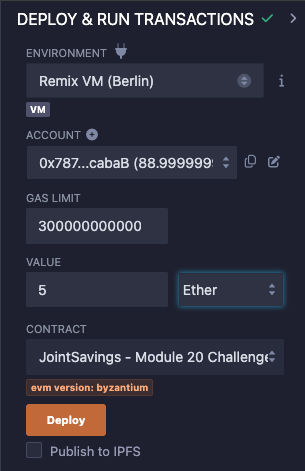 DEPLOY & RUN TRANSACTIONS
ENVIRONMENT
Remix VM (Berlin)
VM
ACCOUNT
0x787...cabaB (88.9999999
GAS LIMIT
300000000000
VALUE
5 Ether
CONTRACT
JointSavings - Module 20 Challenge
evm version: byzantium
Deploy
Publish to IPFS